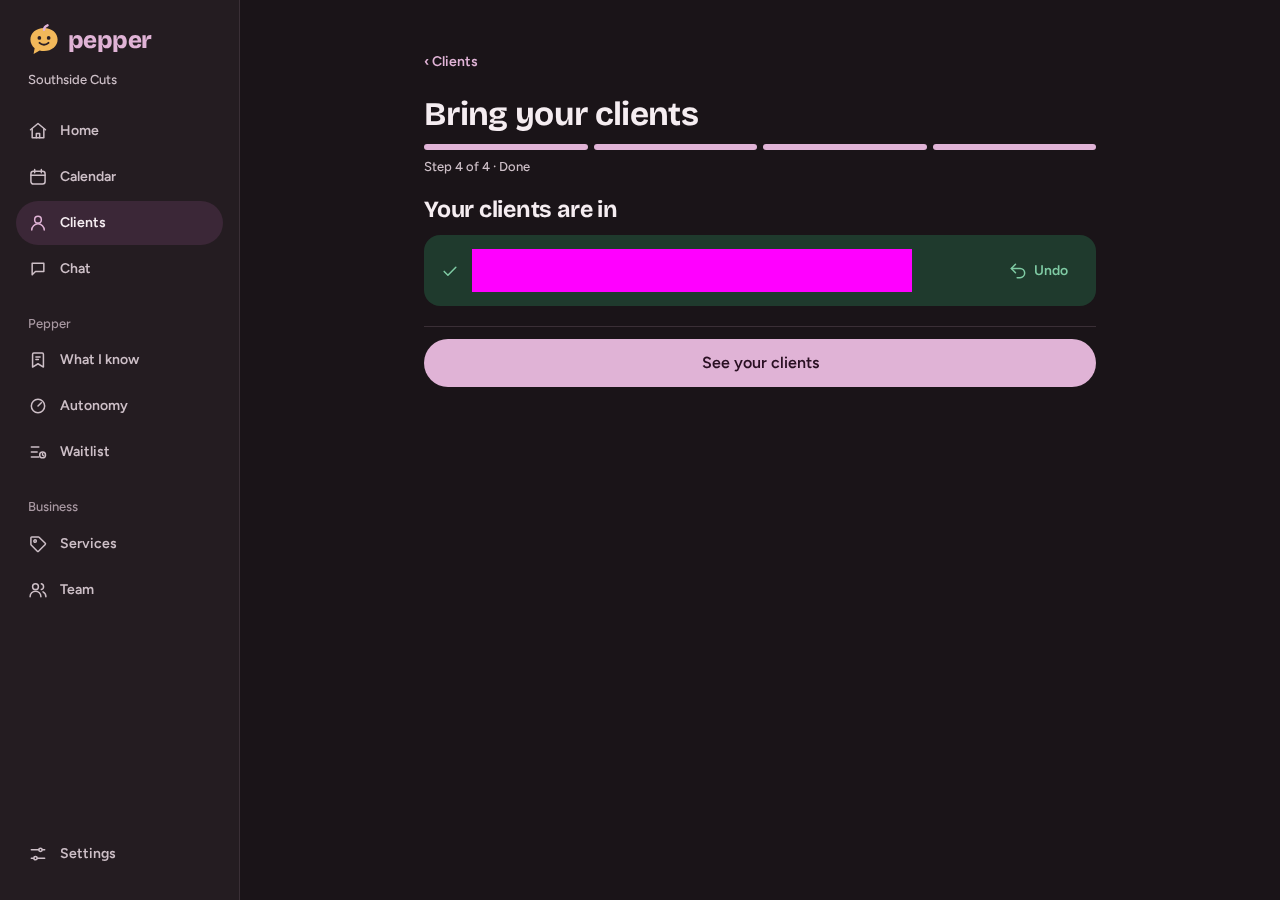 pepper
Southside Cuts
Home
Calendar
Clients
Chat
Pepper
What I know
Autonomy
Waitlist
Business
Services
Team
Settings
‹ Clients
Bring your clients
Step 4 of 4 · Done
Your clients are in
Undo
See your clients